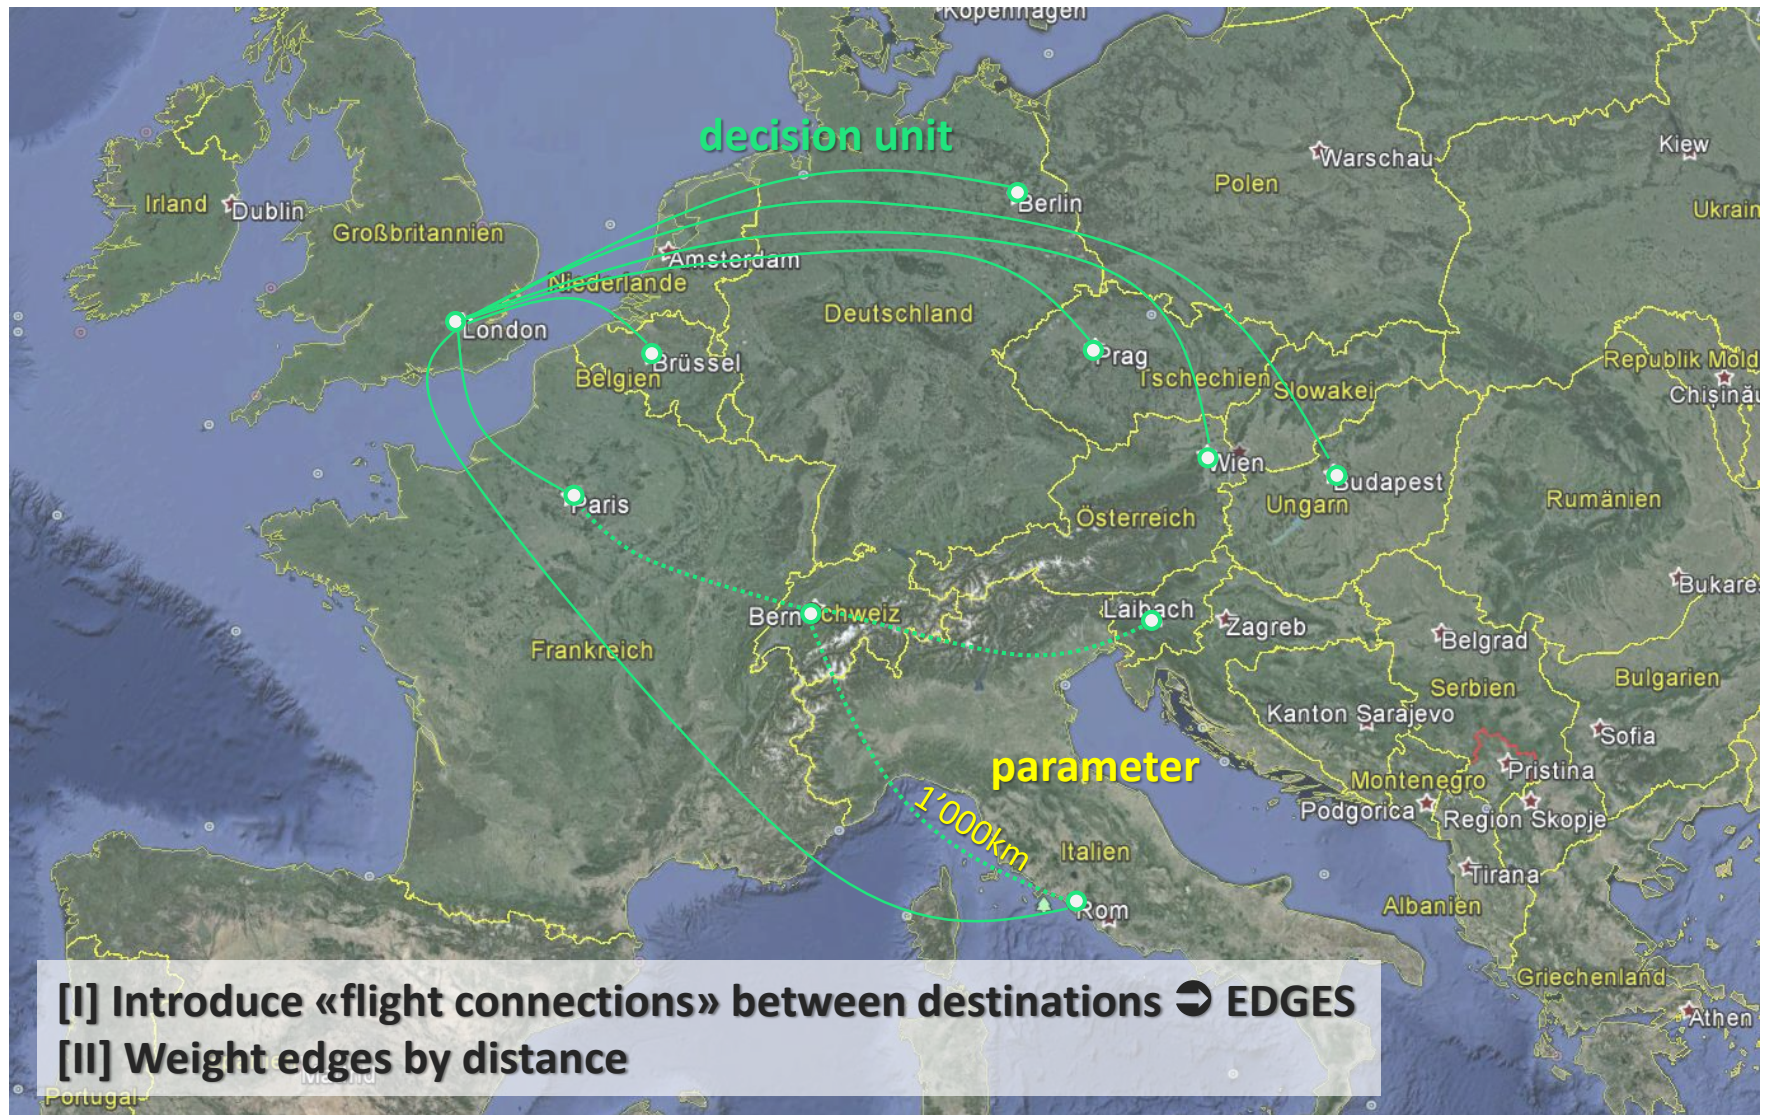 Kopenhagen
decision unit
Warschau
Kiew
Irland
Dublin
Polen
Berlin
Ukrain
Großbritannien
Amsterdam
Niederlande
Deutschland
London
Prag
Brüssel
Belgien
Tschechien
Slowakei
Republik Mold
Chișinău
Wien
Budapest
Ungarn
Paris
Österreich
Rumänien
Bukare
Bern
Schweiz
Laibach
Zagreb
Belgrad
Frankreich
Serbien
Bulgarien
Kanton Sarajevo
Sofia
parameter
Pristina
Montenegro
1’000km
Podgorica
Region Skopje
Italien
Tirana
Albanien
Rom
Griechenland
Athen
[I] Introduce «flight connections» between destinations ➲ EDGES
[II] Weight edges by distance
Madrid
Portugal